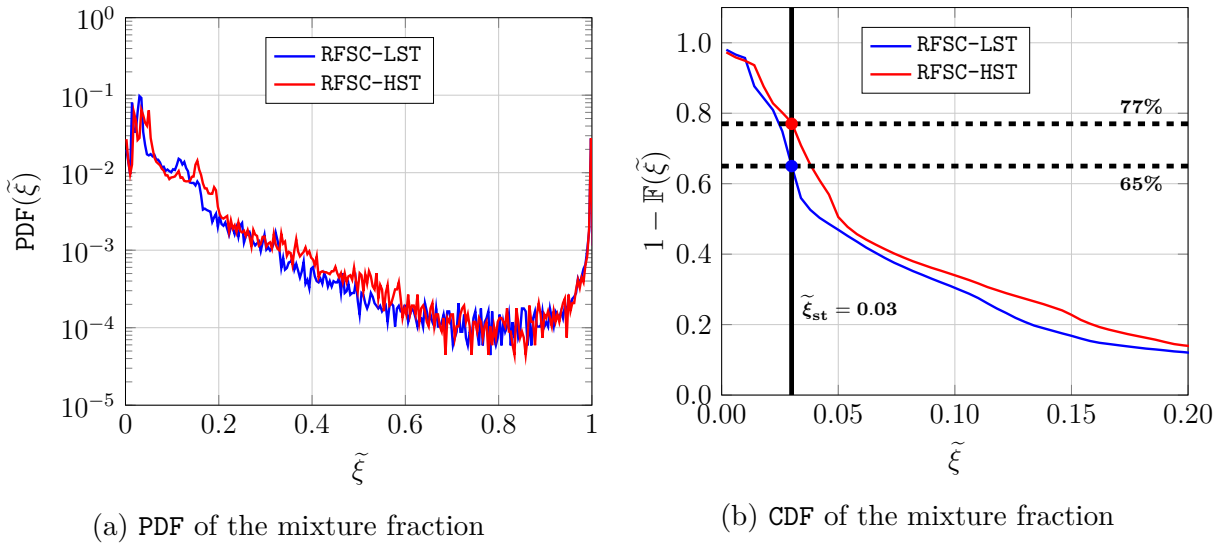 10^0
10^−1
10^−2
10^−3
10^−4
10^−5
PDF(ξ̃)
RFSC-LST
RFSC-HST
0
0.2
0.4
0.6
0.8
1
ξ̃
(a) PDF of the mixture fraction
1.0
0.8
0.6
0.4
0.2
0.0
1 − 𝔽(ξ̃)
RFSC-LST
RFSC-HST
77%
65%
ξ̃st = 0.03
0.00
0.05
0.10
0.15
0.20
ξ̃
(b) CDF of the mixture fraction